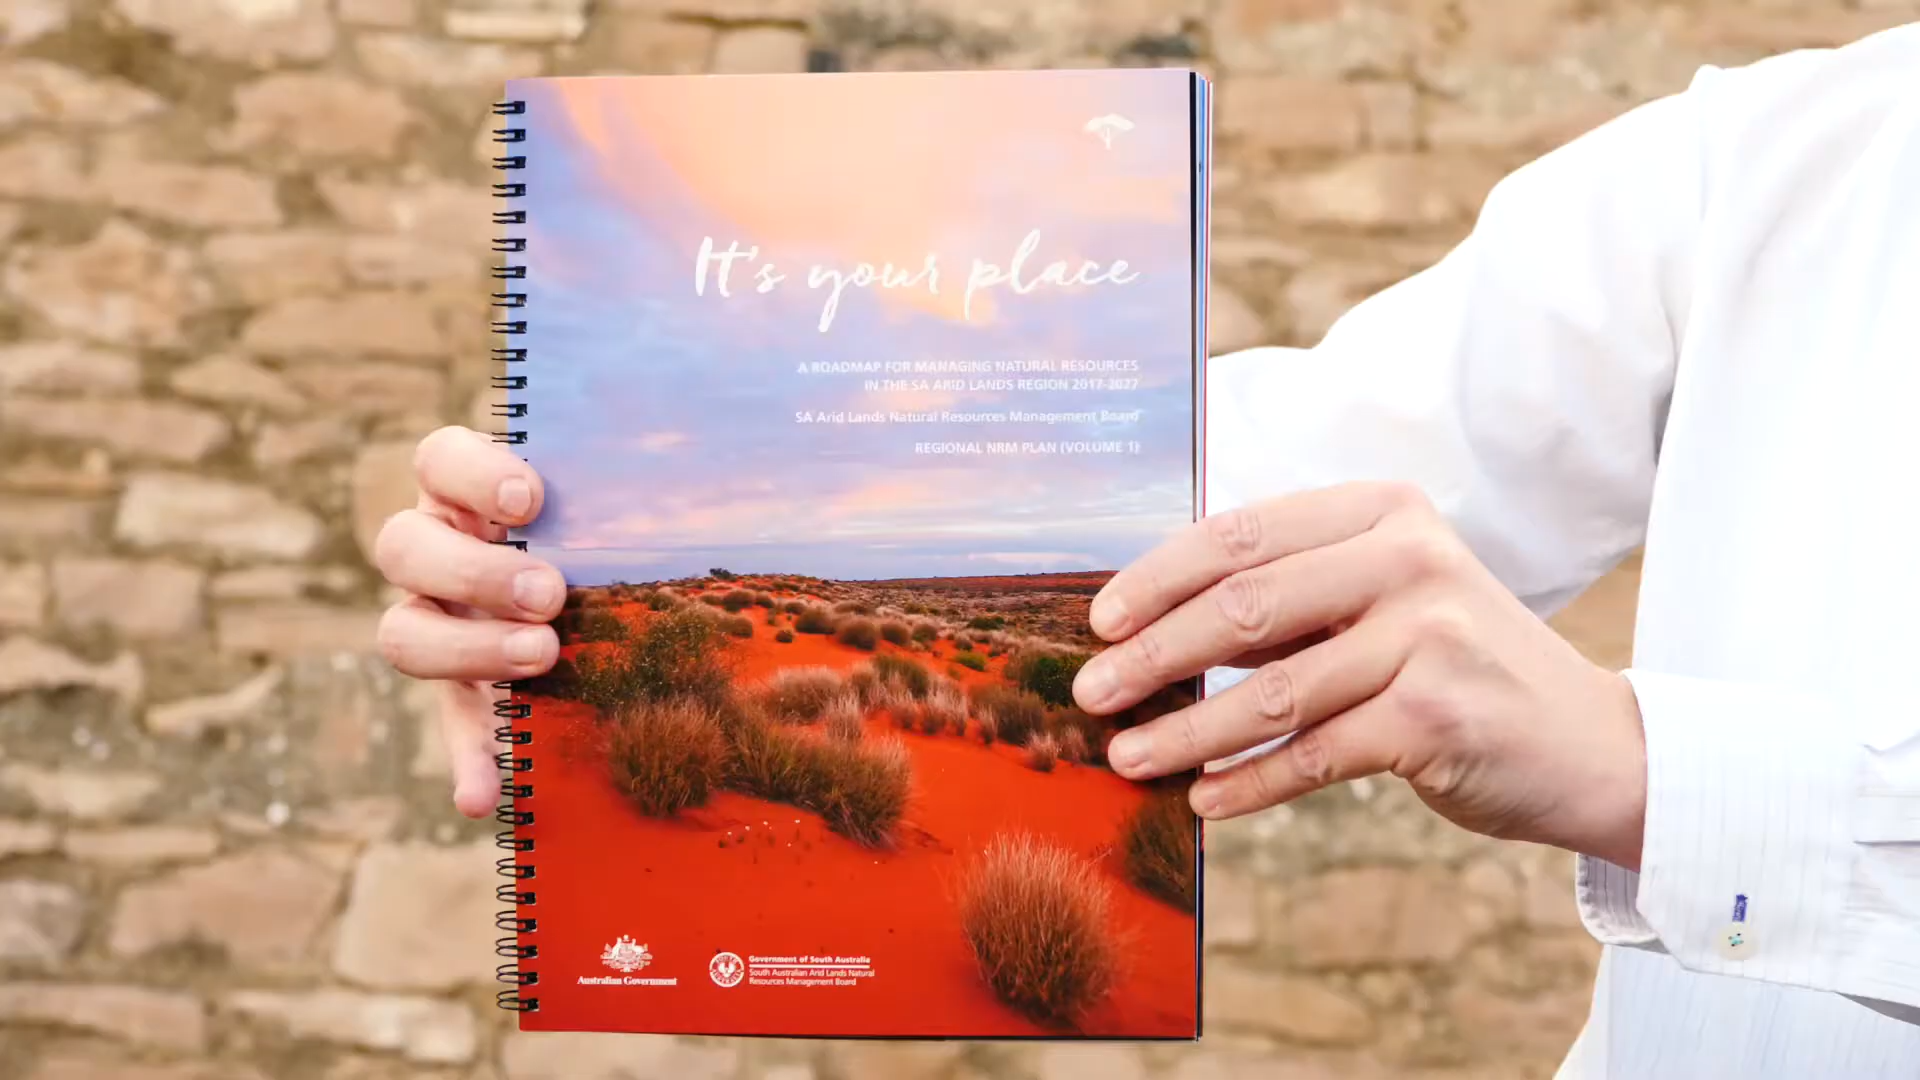 It's your place
A ROADMAP FOR MANAGING NATURAL RESOURCES
IN THE SA ARID LANDS REGION 2017-2027
SA Arid Lands Natural Resources Management Board
REGIONAL NRM PLAN (VOLUME 1)
Australian Government
Government of South Australia
South Australian Arid Lands Natural
Resources Management Board